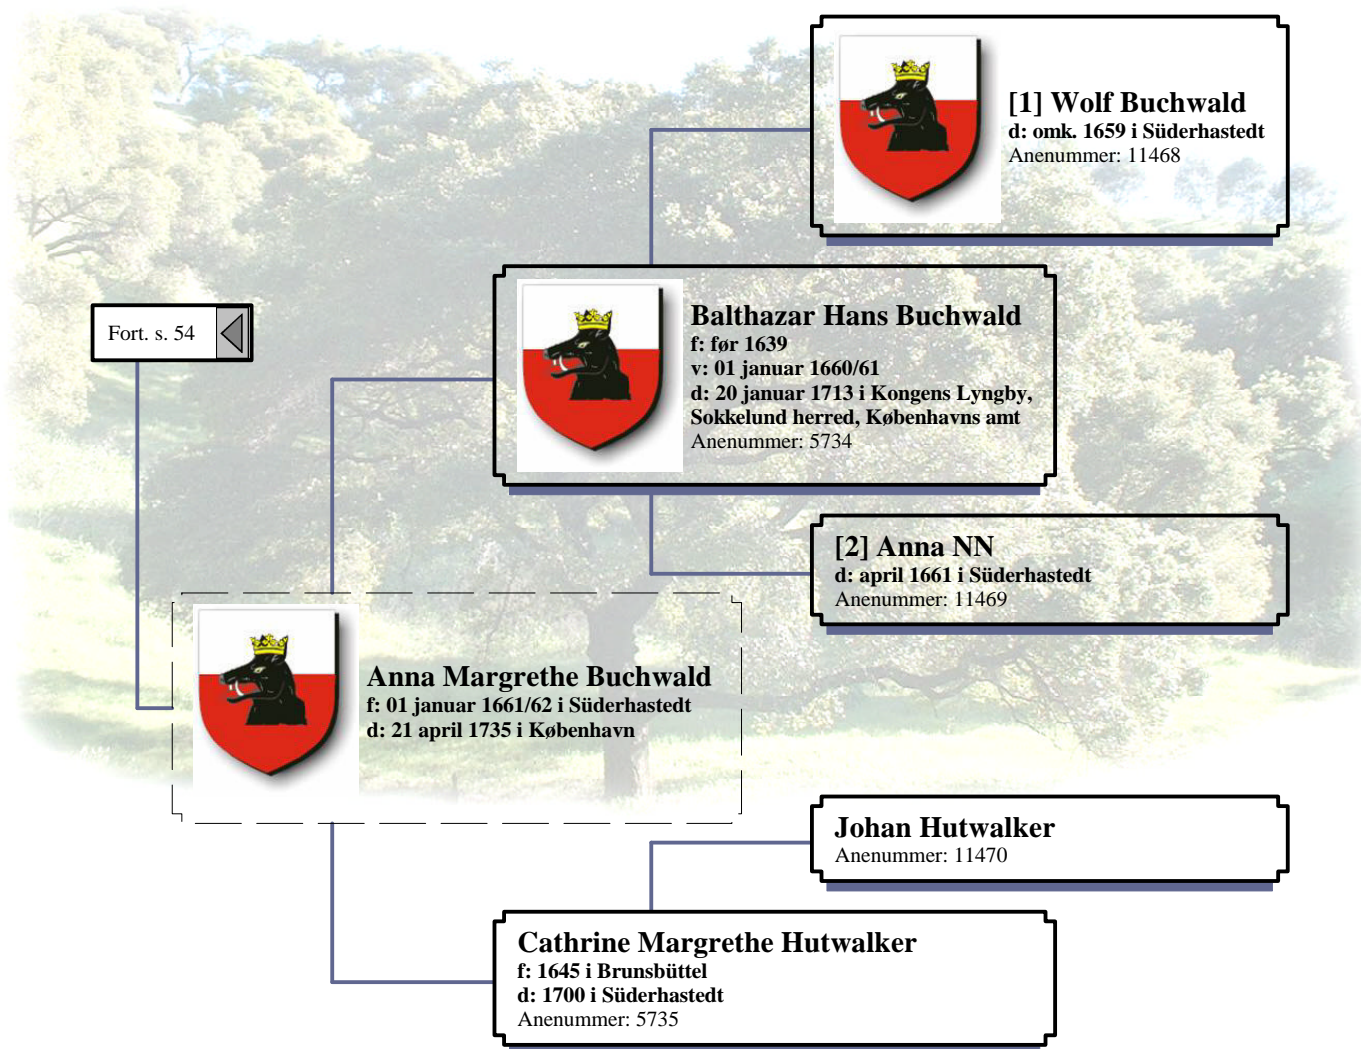 [1] Wolf Buchwald
d: omk. 1659 i Süderhastedt
Anenummer: 11468
Balthazar Hans Buchwald
f: før 1639
v: 01 januar 1660/61
d: 20 januar 1713 i Kongens Lyngby,
Sokkelund herred, Københavns amt
Anenummer: 5734
Fort. s. 54
[2] Anna NN
d: april 1661 i Süderhastedt
Anenummer: 11469
Anna Margrethe Buchwald
f: 01 januar 1661/62 i Süderhastedt
d: 21 april 1735 i København
Johan Hutwalker
Anenummer: 11470
Cathrine Margrethe Hutwalker
f: 1645 i Brunsbüttel
d: 1700 i Süderhastedt
Anenummer: 5735